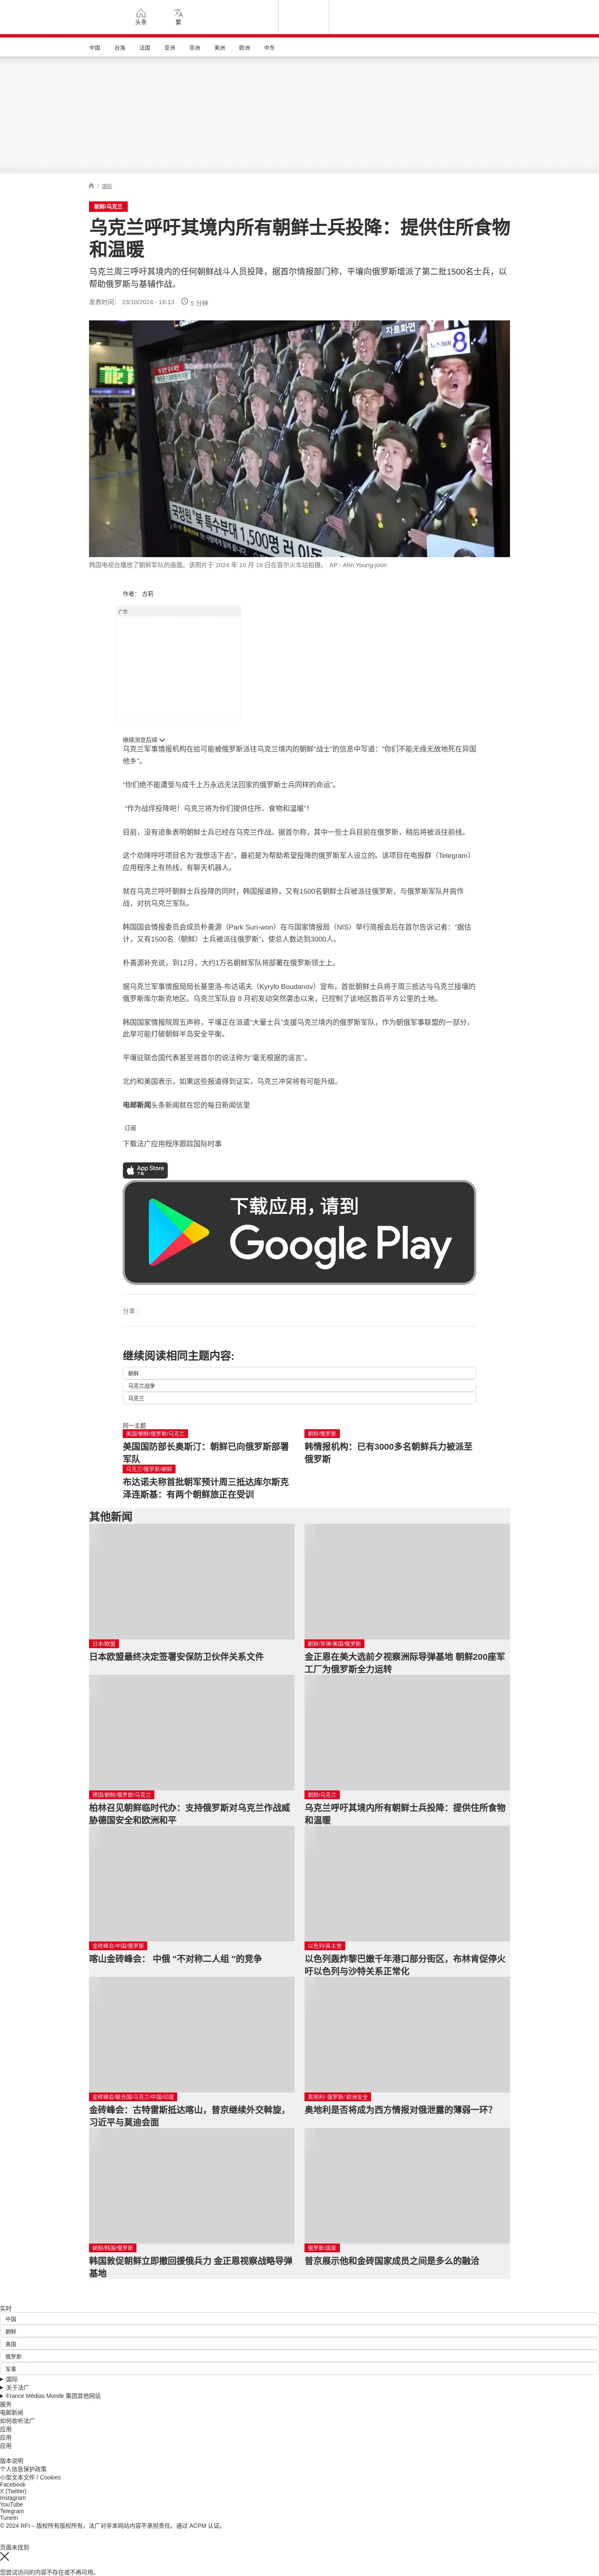 头条
繁
中国
台海
法国
亚洲
非洲
美洲
欧洲
中东
/ 国际
朝鲜/乌克兰
乌克兰呼吁其境内所有朝鲜士兵投降：提供住所食物
和温暖
乌克兰周三呼吁其境内的任何朝鲜战斗人员投降，据首尔情报部门称，平壤向俄罗斯增派了第二批1500名士兵，以
帮助俄罗斯与基辅作战。
发表时间： 23/10/2024 - 18:13
5 分钟
자료화면
뉴스7090
8
국정원 "북 특수부대 1,500명 러
韩国电视台播放了朝鲜军队的画面。该照片于 2024 年 10 月 18 日在首尔火车站拍摄。 AP - Ahn Young-joon
作者： 古莉
广告
继续浏览后续
乌克兰军事情报机构在给可能被俄罗斯派往乌克兰境内的朝鲜“战士”的信息中写道：“你们不能无缘无故地死在异国
他乡”。
“你们绝不能遭受与成千上万永远无法回家的俄罗斯士兵同样的命运”。
“作为战俘投降吧！乌克兰将为你们提供住所、食物和温暖”！
目前，没有迹象表明朝鲜士兵已经在乌克兰作战。据首尔称，其中一些士兵目前在俄罗斯，稍后将被派往前线。
这个劝降呼吁项目名为“我想活下去”，最初是为帮助希望投降的俄罗斯军人设立的。该项目在电报群（Telegram）
应用程序上有热线，有聊天机器人。
就在乌克兰呼吁朝鲜士兵投降的同时，韩国报道称，又有1500名朝鲜士兵被派往俄罗斯，与俄罗斯军队并肩作
战，对抗乌克兰军队。
韩国国会情报委员会成员朴善源（Park Sun-won）在与国家情报局（NIS）举行简报会后在首尔告诉记者：“据估
计，又有1500名（朝鲜）士兵被派往俄罗斯”，使总人数达到3000人。
朴善源补充说，到12月，大约1万名朝鲜军队将部署在俄罗斯领土上。
据乌克兰军事情报局局长基里洛-布达诺夫（Kyrylo Boudanov）宣布，首批朝鲜士兵将于周三抵达与乌克兰接壤的
俄罗斯库尔斯克地区。乌克兰军队自 8 月初发动突然袭击以来，已控制了该地区数百平方公里的土地。
韩国国家情报院周五声称，平壤正在派遣“大量士兵”支援乌克兰境内的俄罗斯军队，作为朝俄军事联盟的一部分，
此举可能打破朝鲜半岛安全平衡。
平壤驻联合国代表甚至将首尔的说法称为“毫无根据的谣言”。
北约和美国表示，如果这些报道得到证实，乌克兰冲突将有可能升级。
电邮新闻头条新闻就在您的每日新闻信里
订阅
下载法广应用程序跟踪国际时事
App Store
下载
下载应用，请到
Google Play
分享 :
继续阅读相同主题内容:
朝鲜
乌克兰战争
乌克兰
同一主题
美国/朝鲜/俄罗斯/乌克兰
美国国防部长奥斯汀：朝鲜已向俄罗斯部署
军队
朝鲜/俄罗斯
韩情报机构：已有3000多名朝鲜兵力被派至
俄罗斯
乌克兰/俄罗斯/朝鲜
布达诺夫称首批朝军预计周三抵达库尔斯克
泽连斯基：有两个朝鲜旅正在受训
其他新闻
日本/欧盟
日本欧盟最终决定签署安保防卫伙伴关系文件
朝鲜/导弹/美国/俄罗斯
金正恩在美大选前夕视察洲际导弹基地 朝鲜200座军
工厂为俄罗斯全力运转
德国/朝鲜/俄罗斯/乌克兰
柏林召见朝鲜临时代办：支持俄罗斯对乌克兰作战威
胁德国安全和欧洲和平
朝鲜/乌克兰
乌克兰呼吁其境内所有朝鲜士兵投降：提供住所食物
和温暖
金砖峰会/中国/俄罗斯
喀山金砖峰会： 中俄 "不对称二人组 "的竞争
以色列/真主党
以色列轰炸黎巴嫩千年港口部分街区，布林肯促停火
吁以色列与沙特关系正常化
金砖峰会/联合国/乌克兰/中国/印度
金砖峰会：古特雷斯抵达喀山，普京继续外交斡旋，
习近平与莫迪会面
奥地利/ 俄罗斯/ 欧洲安全
奥地利是否将成为西方情报对俄泄露的薄弱一环？
朝鲜/韩国/俄罗斯
韩国敦促朝鲜立即撤回援俄兵力 金正恩视察战略导弹
基地
俄罗斯/国家
普京展示他和金砖国家成员之间是多么的融洽
实时
中国
朝鲜
美国
俄罗斯
军事
国际
关于法广
France Médias Monde 集团其他网站
服务
电邮新闻
如何收听法广
应用
应用
应用
版本说明
个人信息保护政策
小型文本文件 / Cookies
Facebook
X (Twitter)
Instagram
YouTube
Telegram
TuneIn
© 2024 RFI – 版权所有版权所有。法广对非本网站内容不承担责任。通过 ACPM 认证。
页面未找到
您尝试访问的内容不存在或不再可用。